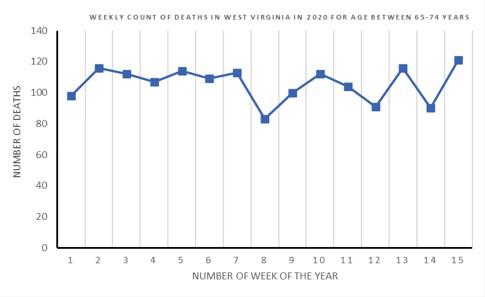 WEEKLY COUNT OF DEATHS IN WEST VIRGINIA IN 2020 FOR AGE BETWEEN 65-74 YEARS
140
120
100
80
60
40
20
0
NUMBER OF DEATHS
1 2 3 4 5 6 7 8 9 10 11 12 13 14 15
NUMBER OF WEEK OF THE YEAR